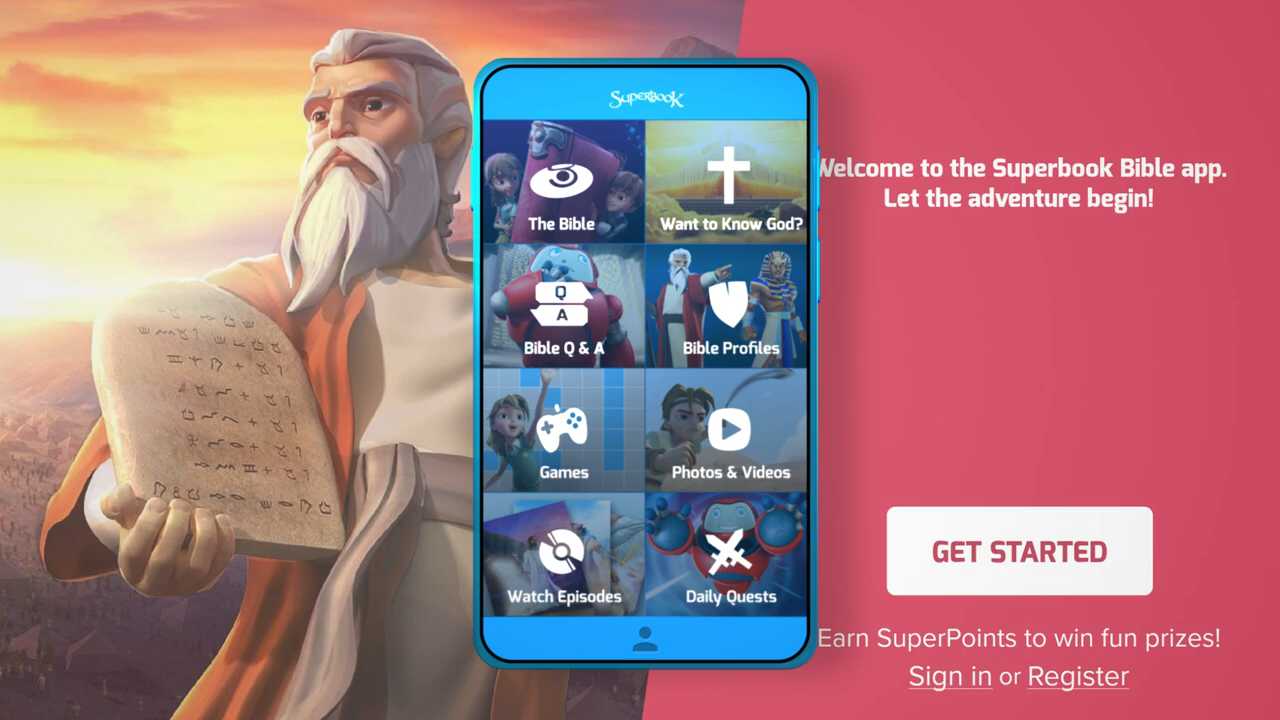 Superbook
The Bible
Want to Know God?
Q
A
Bible Q & A
Bible Profiles
Games
Photos & Videos
Watch Episodes
Daily Quests
Welcome to the Superbook Bible app.
Let the adventure begin!
GET STARTED
Earn SuperPoints to win fun prizes!
Sign in or Register